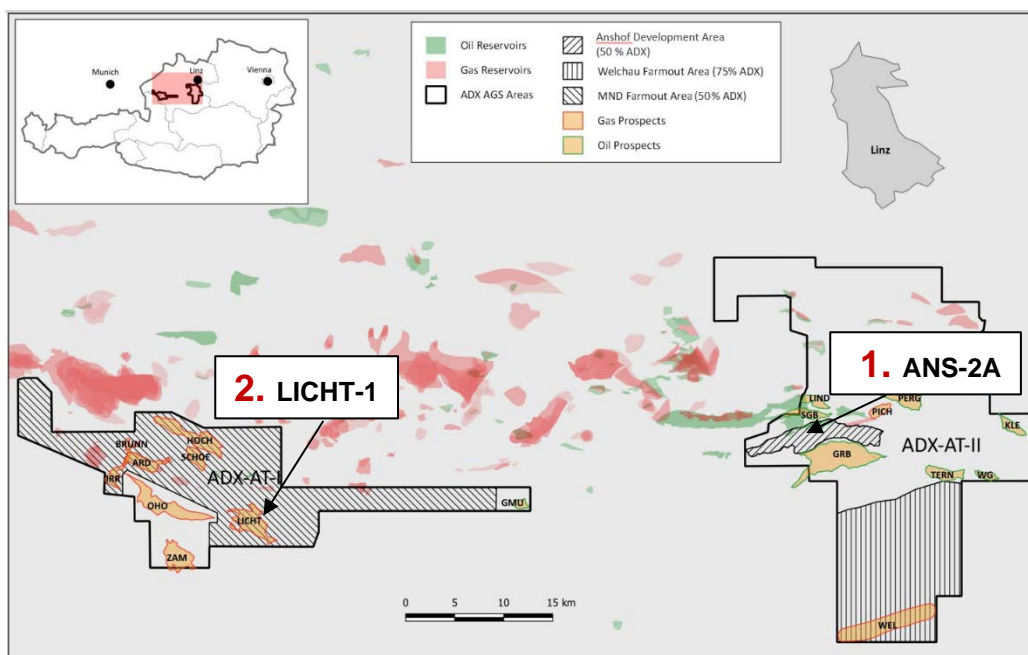 Munich
Linz
Vienna
Oil Reservoirs
Gas Reservoirs
ADX AGS Areas
Anshof Development Area
(50 % ADX)
Welchau Farmout Area (75% ADX)
MND Farmout Area (50% ADX)
Gas Prospects
Oil Prospects
Linz
2. LICHT-1
1. ANS-2A
LIND
PERG
SGB
PICH
KLE
BRUNN
HOCH
ARD
SCHOE
ADX-AT-I
ADX-AT-II
GRB
IRR
TERN
WG
OHO
GMU
LICHT
ZAM
0 5 10 15 km
WEL